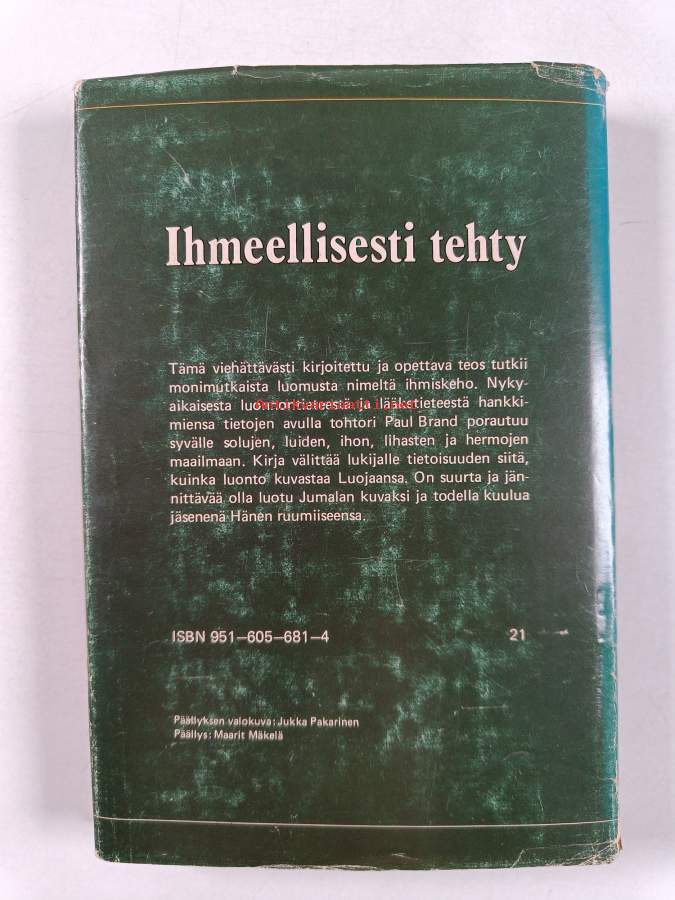 Ihmeellisesti tehty
Tämä viehättävästi kirjoitettu ja opettava teos tutkii
monimutkaista luomusta nimeltä ihmiskeho. Nyky-
aikaisesta luonnontieteestä ja lääketieteestä hankki-
miensa tietojen avulla tohtori Paul Brand porautuu
syvälle solujen, luiden, ihon, lihasten ja hermojen
maailmaan. Kirja välittää lukijalle tietoisuuden siitä,
kuinka luonto kuvastaa Luojaansa. On suurta ja jän-
nittävää olla luotu Jumalan kuvaksi ja todella kuulua
jäsenenä Hänen ruumiiseensa.
ISBN 951–605–681–4 21
Päällyksen valokuva: Jukka Pakarinen
Päällys: Maarit Mäkelä